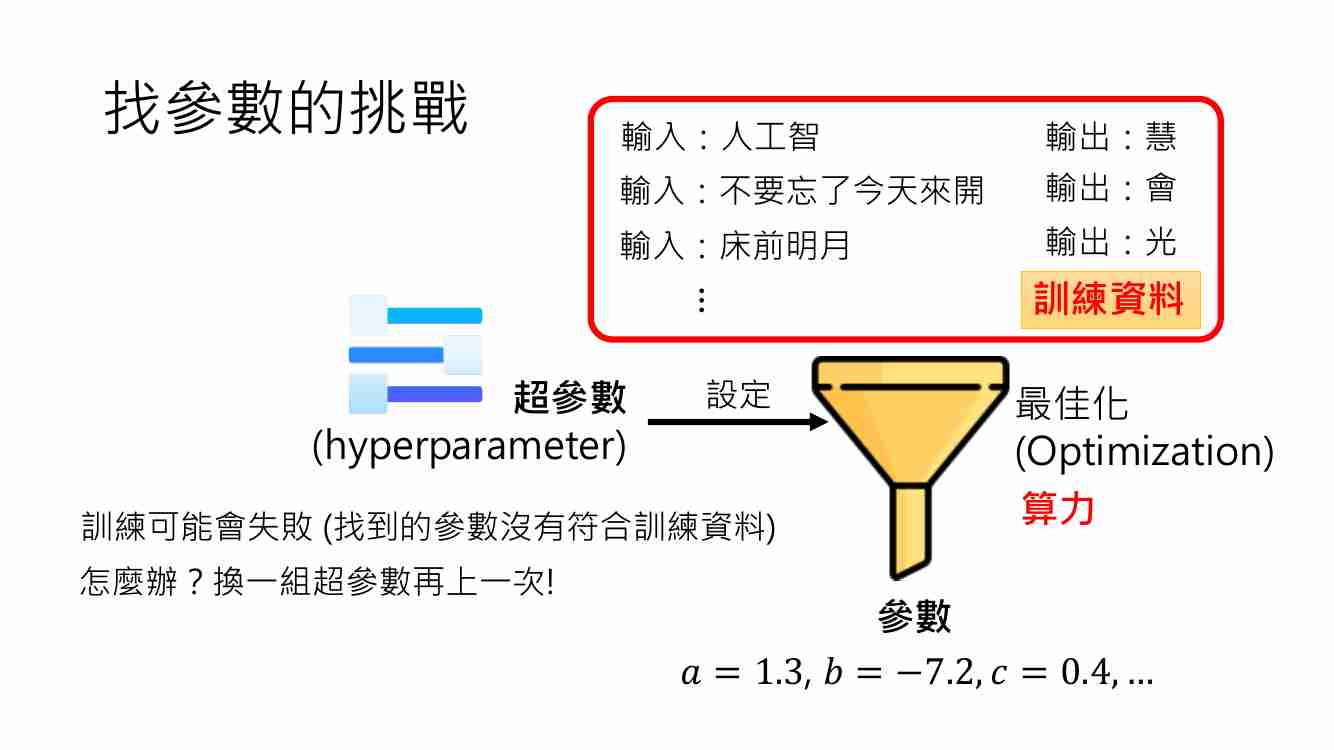 找參數的挑戰
輸入：人工智 輸出：慧
輸入：不要忘了今天來開 輸出：會
輸入：床前明月 輸出：光
⋮
訓練資料
超參數
(hyperparameter)
設定
最佳化
(Optimization)
算力
訓練可能會失敗 (找到的參數沒有符合訓練資料)
怎麼辦？換一組超參數再上一次!
參數
a = 1.3, b = −7.2, c = 0.4, …